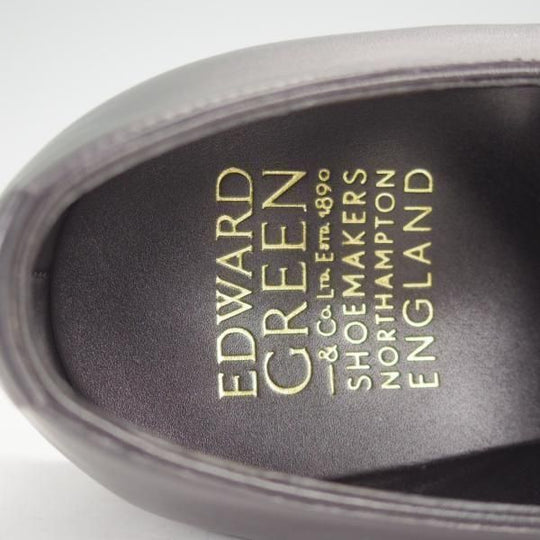 EDWARD
GREEN
& Co. Ltd. Estd. 1890
SHOEMAKERS
NORTHAMPTON
ENGLAND